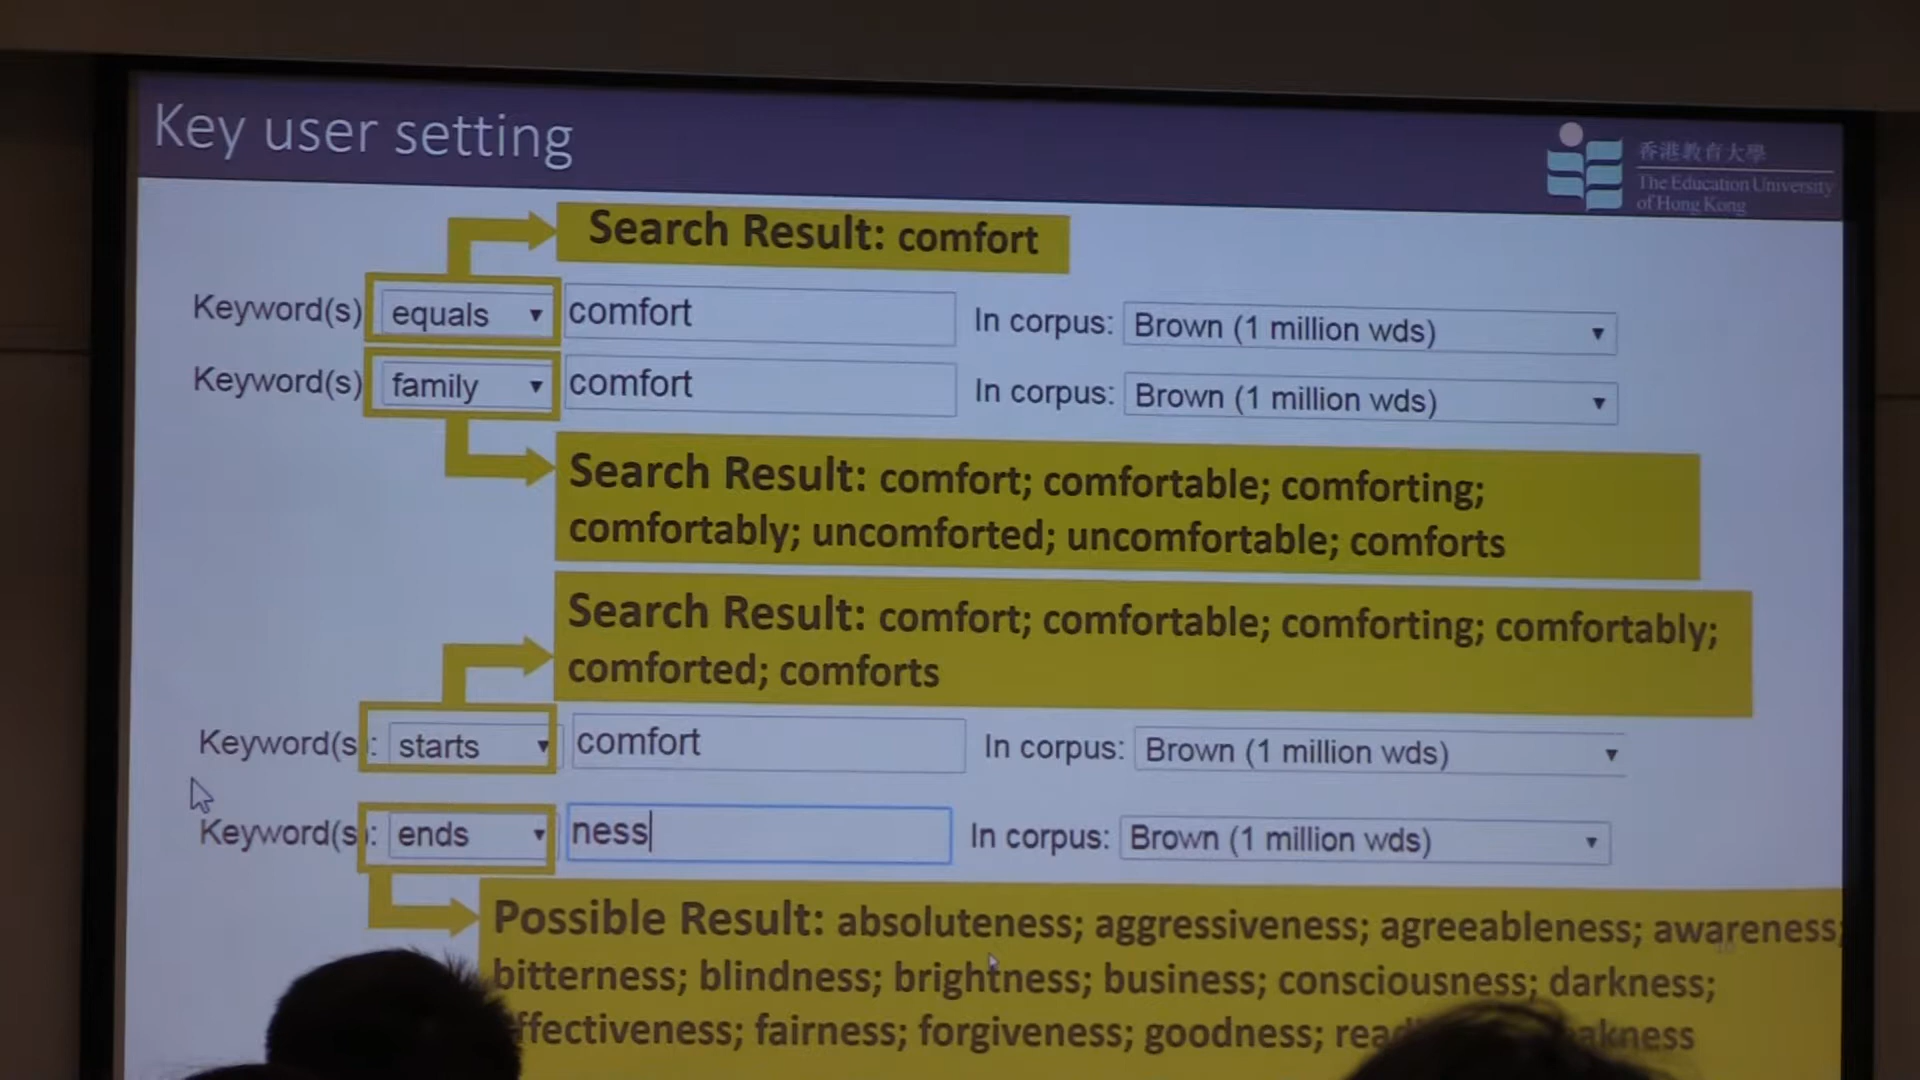 Key user setting
香港教育大學
The Education University
of Hong Kong
Search Result: comfort
Keyword(s) equals comfort In corpus: Brown (1 million wds)
Keyword(s) family comfort In corpus: Brown (1 million wds)
Search Result: comfort; comfortable; comforting;
comfortably; uncomforted; uncomfortable; comforts
Search Result: comfort; comfortable; comforting; comfortably;
comforted; comforts
Keyword(s): starts comfort In corpus: Brown (1 million wds)
Keyword(s): ends ness In corpus: Brown (1 million wds)
Possible Result: absoluteness; aggressiveness; agreeableness; awareness;
bitterness; blindness; brightness; business; consciousness; darkness;
ffectiveness; fairness; forgiveness; goodness;